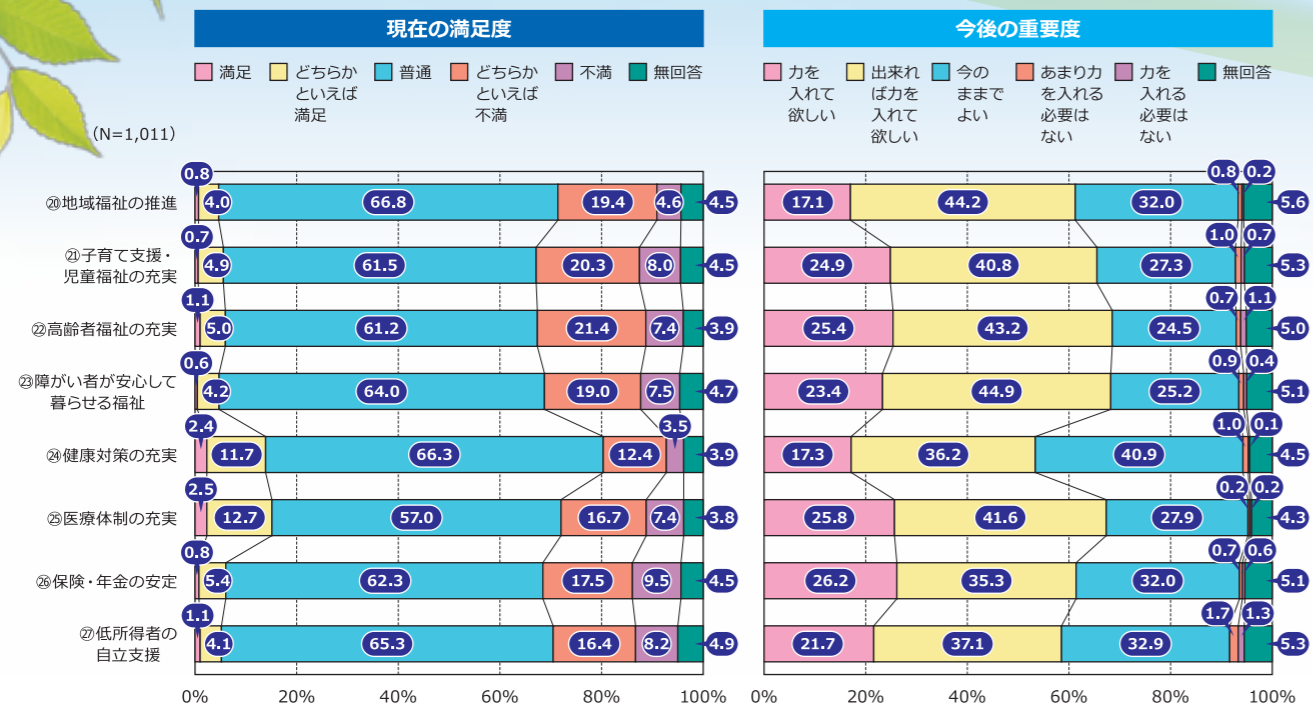 現在の満足度
今後の重要度
満足
どちらか
といえば
満足
普通
どちらか
といえば
不満
不満
無回答
力を
入れて
欲しい
出来れ
ば力を
入れて
欲しい
今の
ままで
よい
あまり力
を入れる
必要は
ない
力を
入れる
必要は
ない
無回答
(N=1,011)
⑳地域福祉の推進
0.8 4.0 66.8 19.4 4.6 4.5
17.1 44.2 32.0 0.8 0.2 5.6
㉑子育て支援・
児童福祉の充実
0.7 4.9 61.5 20.3 8.0 4.5
24.9 40.8 27.3 1.0 0.7 5.3
㉒高齢者福祉の充実
1.1 5.0 61.2 21.4 7.4 3.9
25.4 43.2 24.5 0.7 1.1 5.0
㉓障がい者が安心して
暮らせる福祉
0.6 4.2 64.0 19.0 7.5 4.7
23.4 44.9 25.2 0.9 0.4 5.1
㉔健康対策の充実
2.4 11.7 66.3 12.4 3.5 3.9
17.3 36.2 40.9 1.0 0.1 4.5
㉕医療体制の充実
2.5 12.7 57.0 16.7 7.4 3.8
25.8 41.6 27.9 0.2 0.2 4.3
㉖保険・年金の安定
0.8 5.4 62.3 17.5 9.5 4.5
26.2 35.3 32.0 0.7 0.6 5.1
㉗低所得者の
自立支援
1.1 4.1 65.3 16.4 8.2 4.9
21.7 37.1 32.9 1.7 1.3 5.3
0% 20% 40% 60% 80% 100%
0% 20% 40% 60% 80% 100%